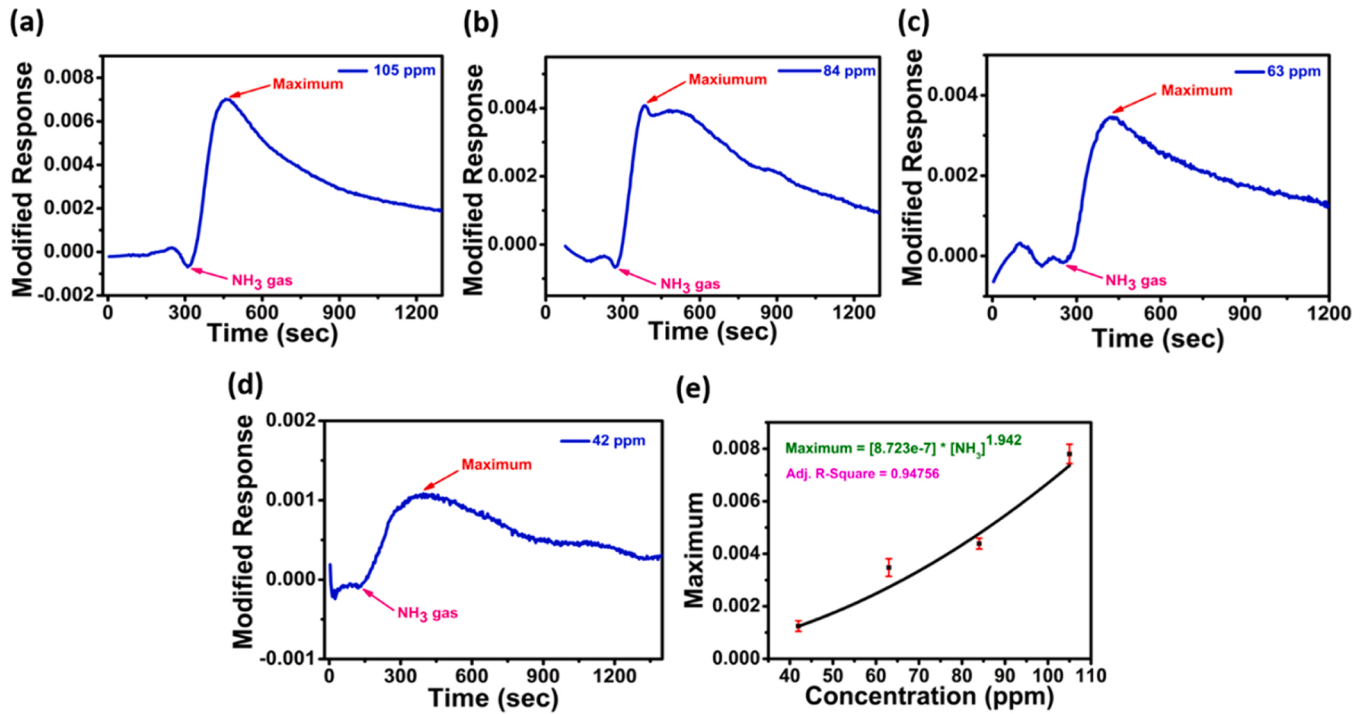 (a)
Modified Response
0.008
0.006
0.004
0.002
0.000
-0.002
105 ppm
Maximum
NH3 gas
0
300
600
900
1200
Time (sec)
(b)
Modified Response
0.004
0.002
0.000
84 ppm
Maxiumum
NH3 gas
0
300
600
900
1200
Time (sec)
(c)
Modified Response
0.004
0.002
0.000
63 ppm
Maximum
NH3 gas
0
300
600
900
1200
Time (sec)
(d)
Modified Response
0.002
0.001
0.000
-0.001
42 ppm
Maximum
NH3 gas
0
300
600
900
1200
Time (sec)
(e)
Maximum
0.008
0.006
0.004
0.002
0.000
Maximum = [8.723e-7] * [NH3]^1.942
Adj. R-Square = 0.94756
40
50
60
70
80
90
100
110
Concentration (ppm)